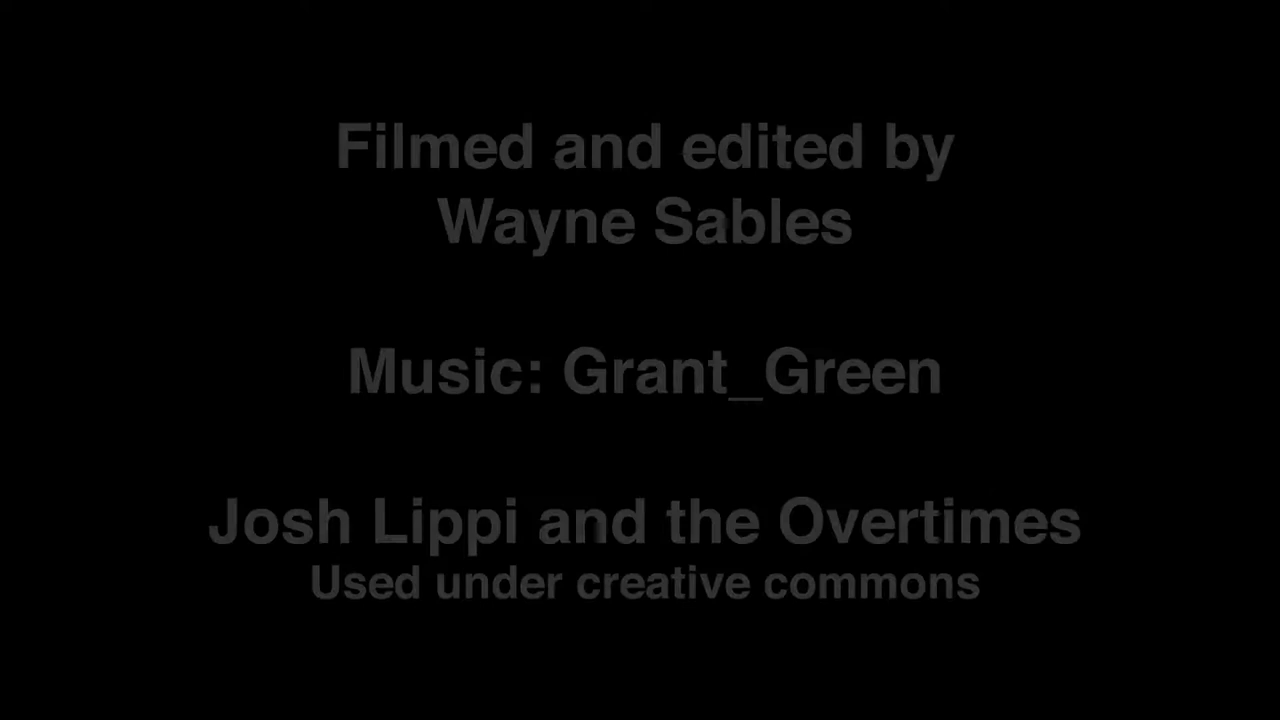 Filmed and edited by
Wayne Sables
Music: Grant_Green
Josh Lippi and the Overtimes
Used under creative commons